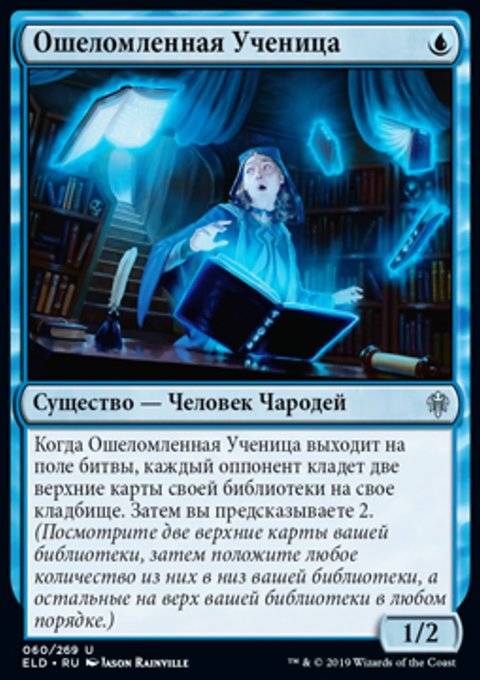 Ошеломленная Ученица
Существо — Человек Чародей
Когда Ошеломленная Ученица выходит на
поле битвы, каждый оппонент кладет две
верхние карты своей библиотеки на свое
кладбище. Затем вы предсказываете 2.
(Посмотрите две верхние карты вашей
библиотеки, затем положите любое
количество из них в низ вашей библиотеки, а
остальные на верх вашей библиотеки в любом
порядке.)
1/2
060/269 U
ELD • RU Jason Rainville
™ & © 2019 Wizards of the Coast